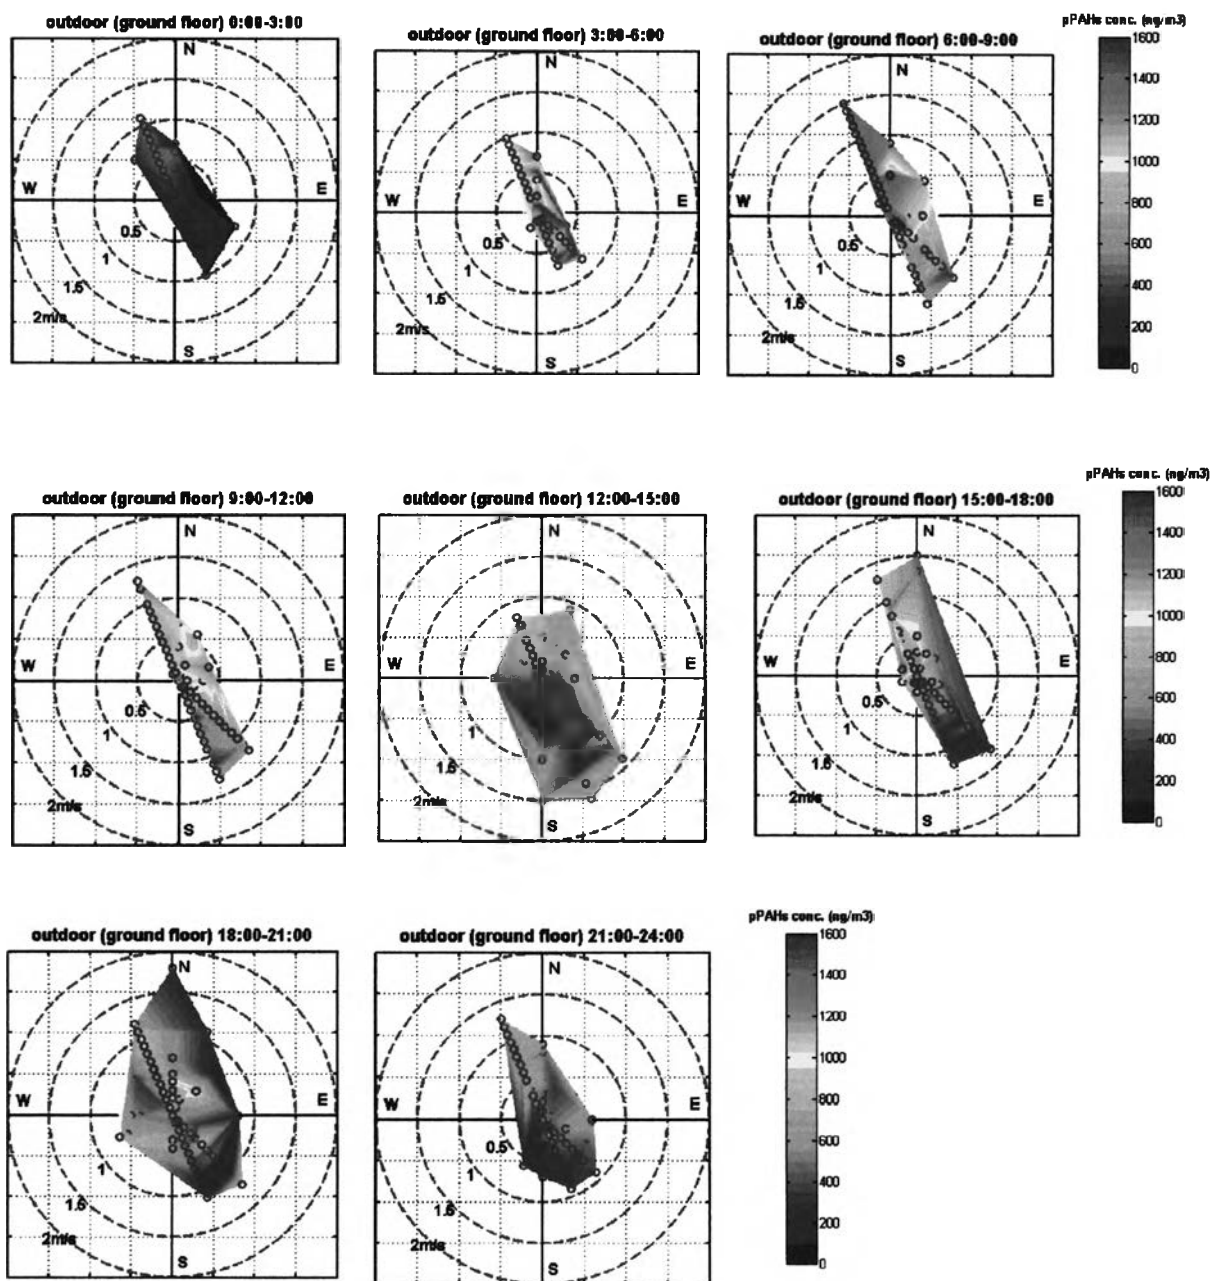 outdoor (ground floor) 0:00-3:00
outdoor (ground floor) 3:00-6:00
outdoor (ground floor) 6:00-9:00
pPAHs conc. (ng/m3)
N
W
E
S
0.5
1
1.5
2m/s
N
W
E
S
0.5
1
1.5
2m/s
N
W
E
S
0.5
1
1.5
2m/s
1600
1400
1200
1000
800
600
400
200
0
outdoor (ground floor) 9:00-12:00
outdoor (ground floor) 12:00-15:00
outdoor (ground floor) 15:00-18:00
pPAHs conc. (ng/m3)
N
W
E
S
0.5
1
1.5
2m/s
N
W
E
S
1
1.5
2m/s
N
W
E
S
0.5
1
1.5
2m/s
1600
1400
1200
1000
800
600
400
200
0
outdoor (ground floor) 18:00-21:00
outdoor (ground floor) 21:00-24:00
pPAHs conc. (ng/m3)
N
W
E
S
1
1.5
2m/s
N
W
E
S
0.5
1
1.5
2m/s
1600
1400
1200
1000
800
600
400
200
0